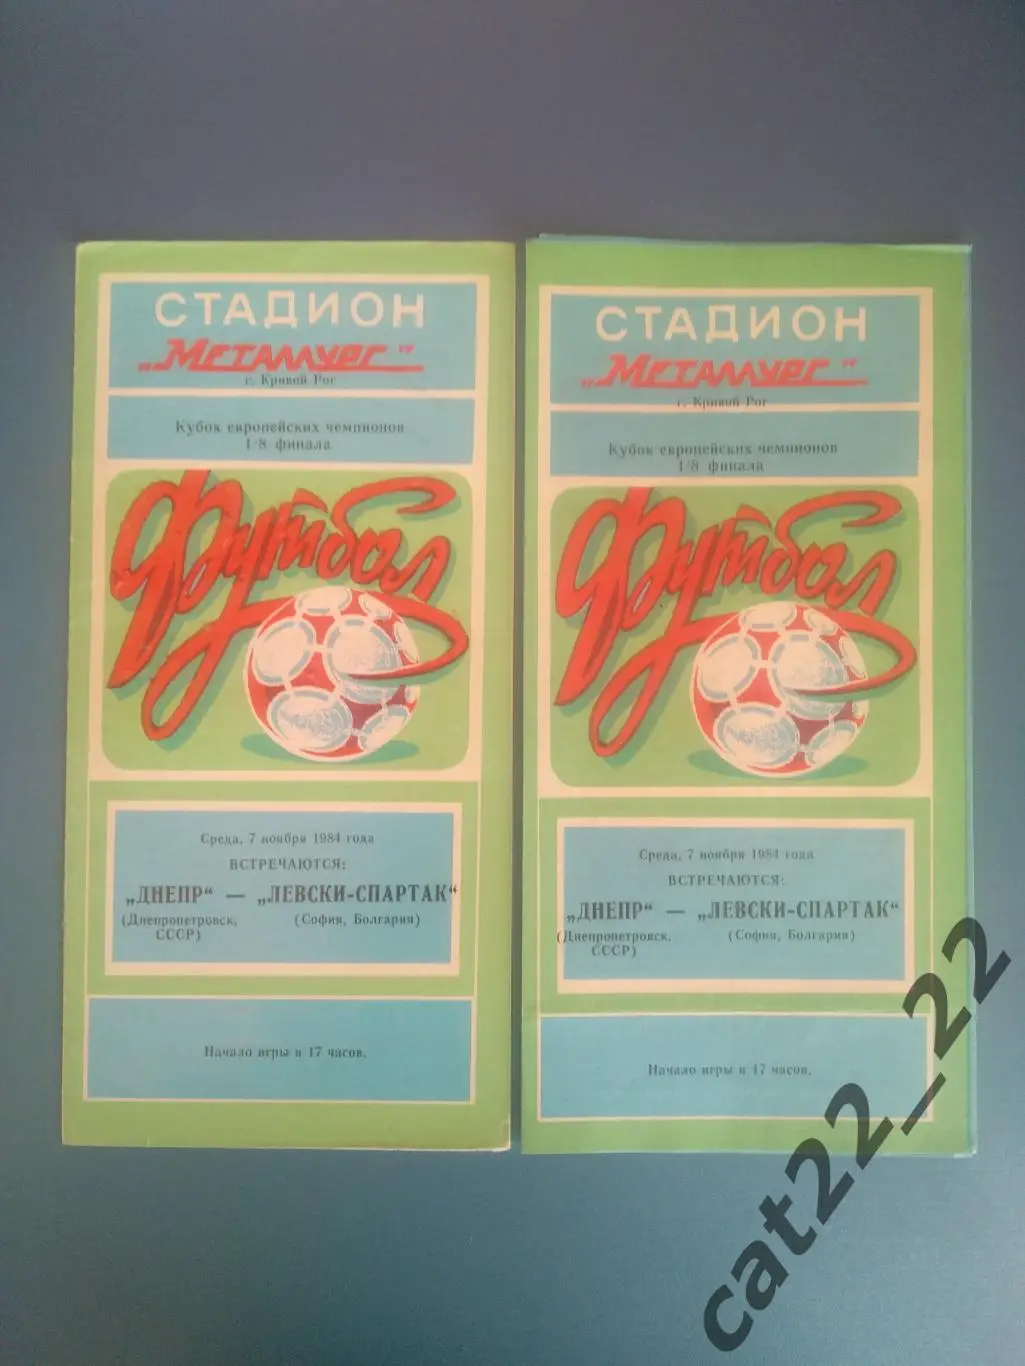 СТАДИОН
„Металлург"
г. Кривой Рог
Кубок европейских чемпионов
1/8 финала
Футбол
Среда, 7 ноября 1984 года
ВСТРЕЧАЮТСЯ:
„ДНЕПР" — „ЛЕВСКИ-СПАРТАК"
(Днепропетровск, СССР) (София, Болгария)
Начало игры в 17 часов.
СТАДИОН
„Металлург"
г. Кривой Рог
Кубок европейских чемпионов
1/8 финала
Футбол
Среда, 7 ноября 1984 года
ВСТРЕЧАЮТСЯ:
„ДНЕПР" — „ЛЕВСКИ-СПАРТАК"
(Днепропетровск, СССР) (София, Болгария)
Начало игры в 17 часов.
cat22_22